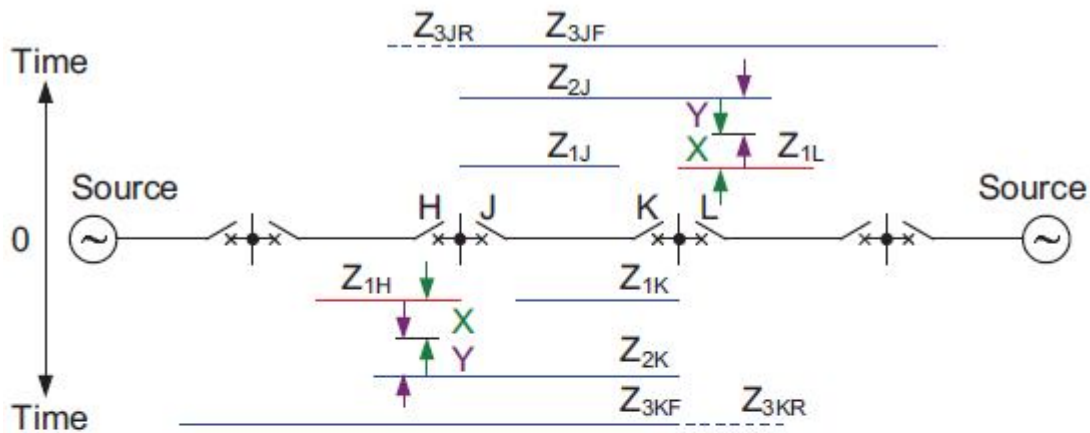 Z3JR Z3JF
Time
Z2J
Y
X Z1L
Z1J
Source Source
H J K L
0
Z1H Z1K
X
Y Z2K
Time Z3KF Z3KR